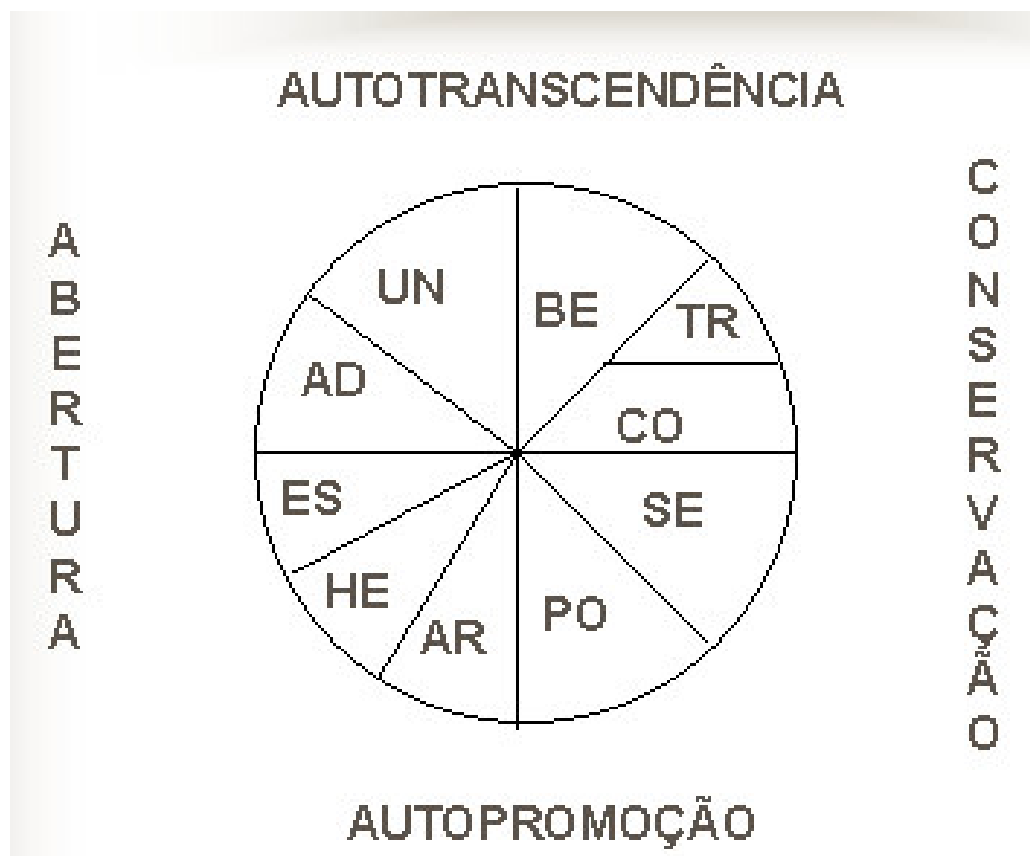 AUTOTRANSCENDÊNCIA
ABERTURA
CONSERVAÇÃO
UN
BE
TR
AD
CO
ES
SE
HE
AR
PO
AUTOPROMOÇÃO